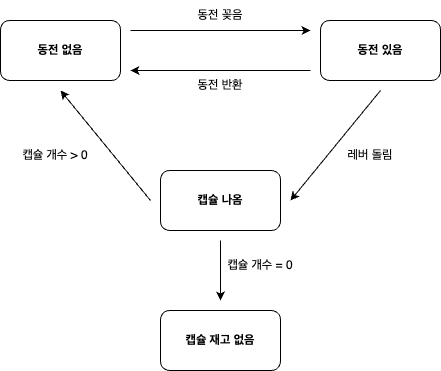 동전 꽂음
동전 없음
동전 있음
동전 반환
캡슐 개수 > 0
레버 돌림
캡슐 나옴
캡슐 개수 = 0
캡슐 재고 없음